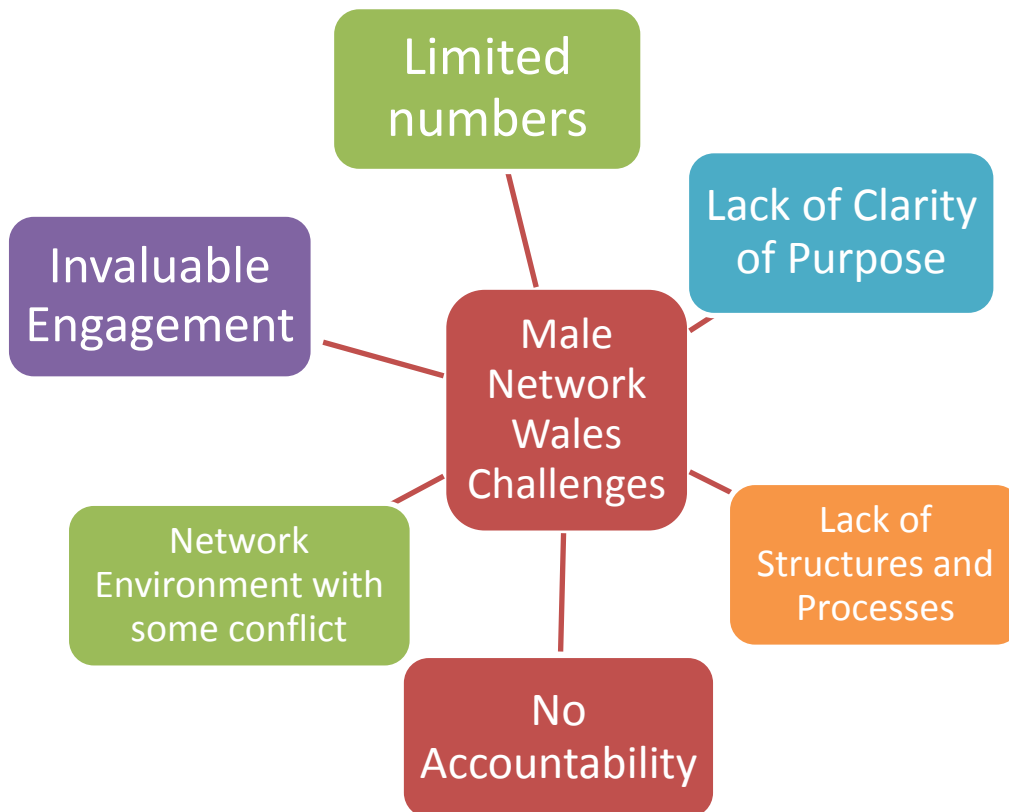 Limited
numbers
Lack of Clarity
of Purpose
Invaluable
Engagement
Male
Network
Wales
Challenges
Lack of
Structures and
Processes
Network
Environment with
some conflict
No
Accountability